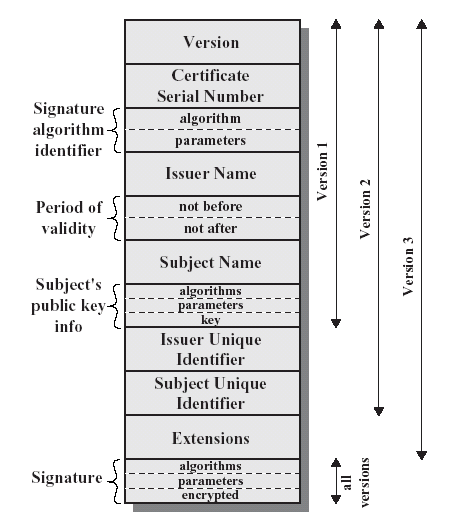 Version
Certificate
Serial Number
Signature
algorithm
identifier
algorithm
parameters
Issuer Name
Period of
validity
not before
not after
Subject Name
Subject's
public key
info
algorithms
parameters
key
Issuer Unique
Identifier
Subject Unique
Identifier
Extensions
Signature
algorithms
parameters
encrypted
Version 1
Version 2
Version 3
all
versions